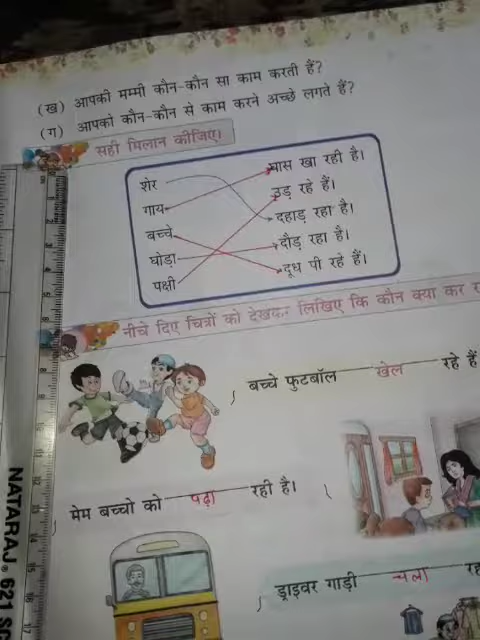 (ख) आपकी मम्मी कौन-कौन सा काम करती हैं?
(ग) आपको कौन-कौन से काम करने अच्छे लगते हैं?
सही मिलान कीजिए।
शेर घास खा रही है।
गाय उड़ रहे हैं।
बच्चे दहाड़ रहा है।
घोड़ा दौड़ रहा है।
पक्षी दूध पी रहे हैं।
नीचे दिए चित्रों को देखकर लिखिए कि कौन क्या कर
बच्चे फुटबॉल खेल रहे हैं
मेम बच्चो को पढ़ा रही है।
ड्राइवर गाड़ी चला
NATARAJ 621